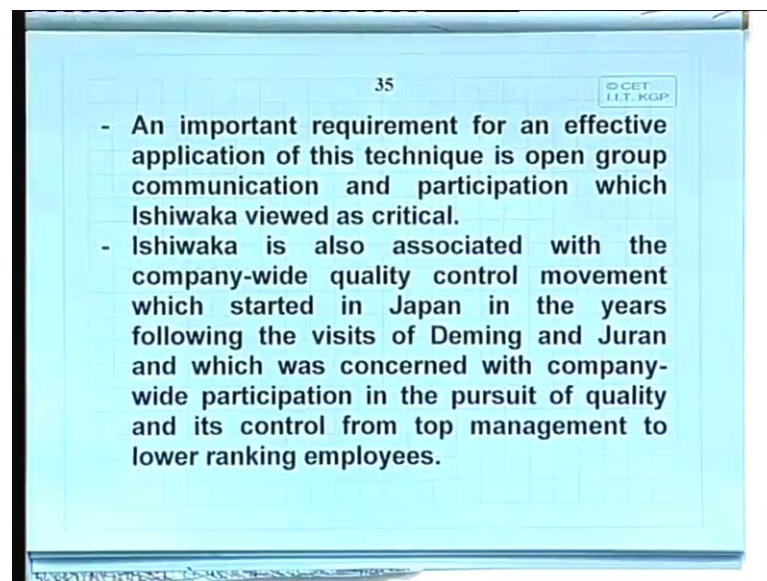 35
© CET
I.I.T. KGP
- An important requirement for an effective
application of this technique is open group
communication and participation which
Ishiwaka viewed as critical.
- Ishiwaka is also associated with the
company-wide quality control movement
which started in Japan in the years
following the visits of Deming and Juran
and which was concerned with company-
wide participation in the pursuit of quality
and its control from top management to
lower ranking employees.